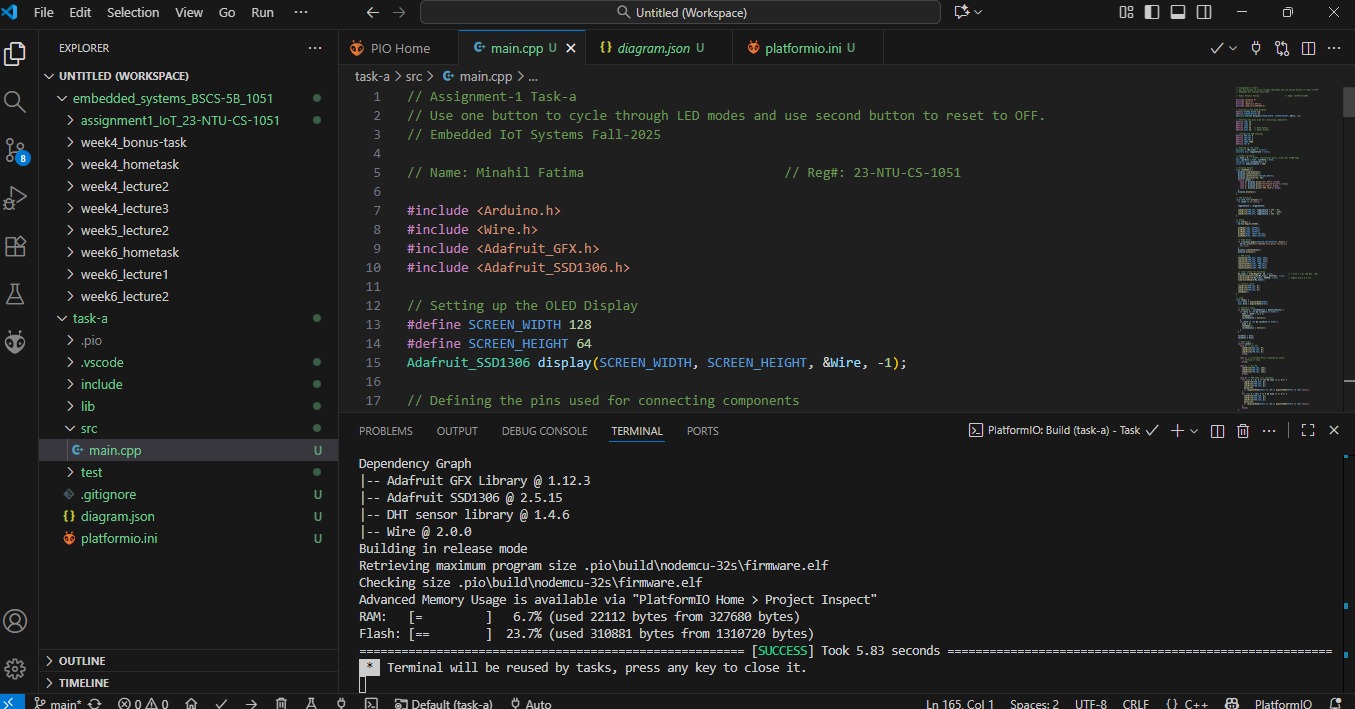 File Edit Selection View Go Run ··· Untitled (Workspace)
EXPLORER ···
UNTITLED (WORKSPACE)
embedded_systems_BSCS-5B_1051
assignment1_IoT_23-NTU-CS-1051
week4_bonus-task
week4_hometask
week4_lecture2
week4_lecture3
week5_lecture2
week6_hometask
week6_lecture1
week6_lecture2
task-a
.pio
.vscode
include
lib
src
main.cpp U
test
.gitignore U
diagram.json U
platformio.ini U
OUTLINE
TIMELINE
8
PIO Home main.cpp U diagram.json U platformio.ini U
task-a > src > main.cpp > ...
1 // Assignment-1 Task-a
2 // Use one button to cycle through LED modes and use second button to reset to OFF.
3 // Embedded IoT Systems Fall-2025
4
5 // Name: Minahil Fatima // Reg#: 23-NTU-CS-1051
6
7 #include <Arduino.h>
8 #include <Wire.h>
9 #include <Adafruit_GFX.h>
10 #include <Adafruit_SSD1306.h>
11
12 // Setting up the OLED Display
13 #define SCREEN_WIDTH 128
14 #define SCREEN_HEIGHT 64
15 Adafruit_SSD1306 display(SCREEN_WIDTH, SCREEN_HEIGHT, &Wire, -1);
16
17 // Defining the pins used for connecting components
PROBLEMS OUTPUT DEBUG CONSOLE TERMINAL PORTS PlatformIO: Build (task-a) - Task
Dependency Graph
|-- Adafruit GFX Library @ 1.12.3
|-- Adafruit SSD1306 @ 2.5.15
|-- DHT sensor library @ 1.4.6
|-- Wire @ 2.0.0
Building in release mode
Retrieving maximum program size .pio\build\nodemcu-32s\firmware.elf
Checking size .pio\build\nodemcu-32s\firmware.elf
Advanced Memory Usage is available via "PlatformIO Home > Project Inspect"
RAM: [= ] 6.7% (used 22112 bytes from 327680 bytes)
Flash: [== ] 23.7% (used 310881 bytes from 1310720 bytes)
======================================================= [SUCCESS] Took 5.83 seconds =======================================================
* Terminal will be reused by tasks, press any key to close it.
main* 0 0 Default (task-a) Auto Ln 165, Col 1 Spaces: 2 UTF-8 CRLF {} C++ PlatformIO